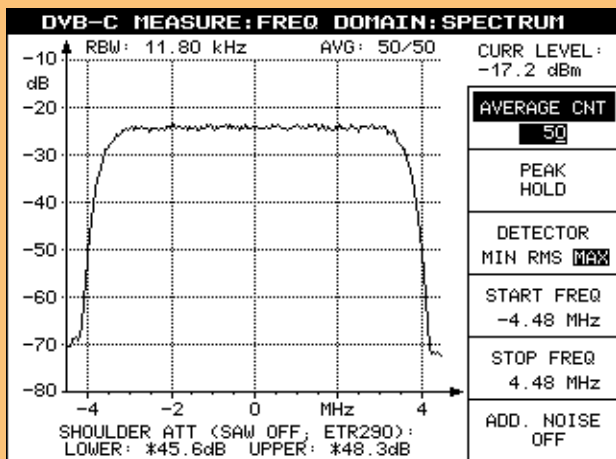 DVB-C MEASURE:FREQ DOMAIN:SPECTRUM
RBW: 11.80 kHz AVG: 50/50
CURR LEVEL:
-17.2 dBm
-10
dB
-20
-30
-40
-50
-60
-70
-80
-4 -2 0 MHz 4
SHOULDER ATT (SAW OFF, ETR290):
LOWER: *45.6dB UPPER: *48.3dB
AVERAGE CNT
50
PEAK
HOLD
DETECTOR
MIN RMS MAX
START FREQ
-4.48 MHz
STOP FREQ
4.48 MHz
ADD. NOISE
OFF